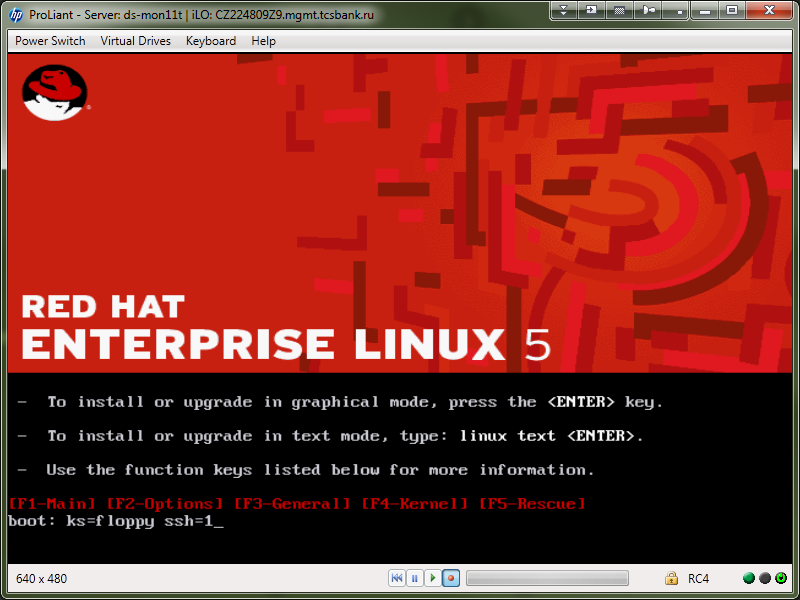 ProLiant - Server: ds-mon11t | iLO: CZ224809Z9.mgmt.tcsbank.ru
Power Switch Virtual Drives Keyboard Help
RED HAT
ENTERPRISE LINUX 5
- To install or upgrade in graphical mode, press the <ENTER> key.
- To install or upgrade in text mode, type: linux text <ENTER>.
- Use the function keys listed below for more information.
[F1-Main] [F2-Options] [F3-General] [F4-Kernel] [F5-Rescue]
boot: ks=floppy ssh=1_
640 x 480 RC4